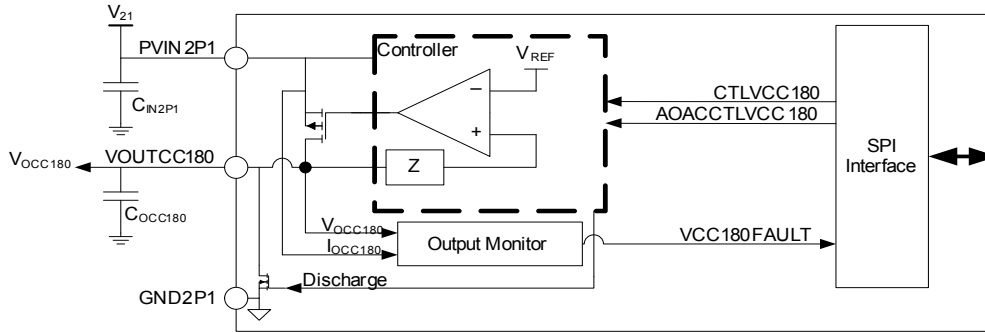 V21
PVIN2P1
Controller
VREF
CIN2P1
−
+
CTLVCC180
AOACCTLVCC180
SPI
Interface
VOCC180
VOUTCC180
Z
COCC180
VOCC180
IOCC180
Output Monitor
VCC180FAULT
Discharge
GND2P1